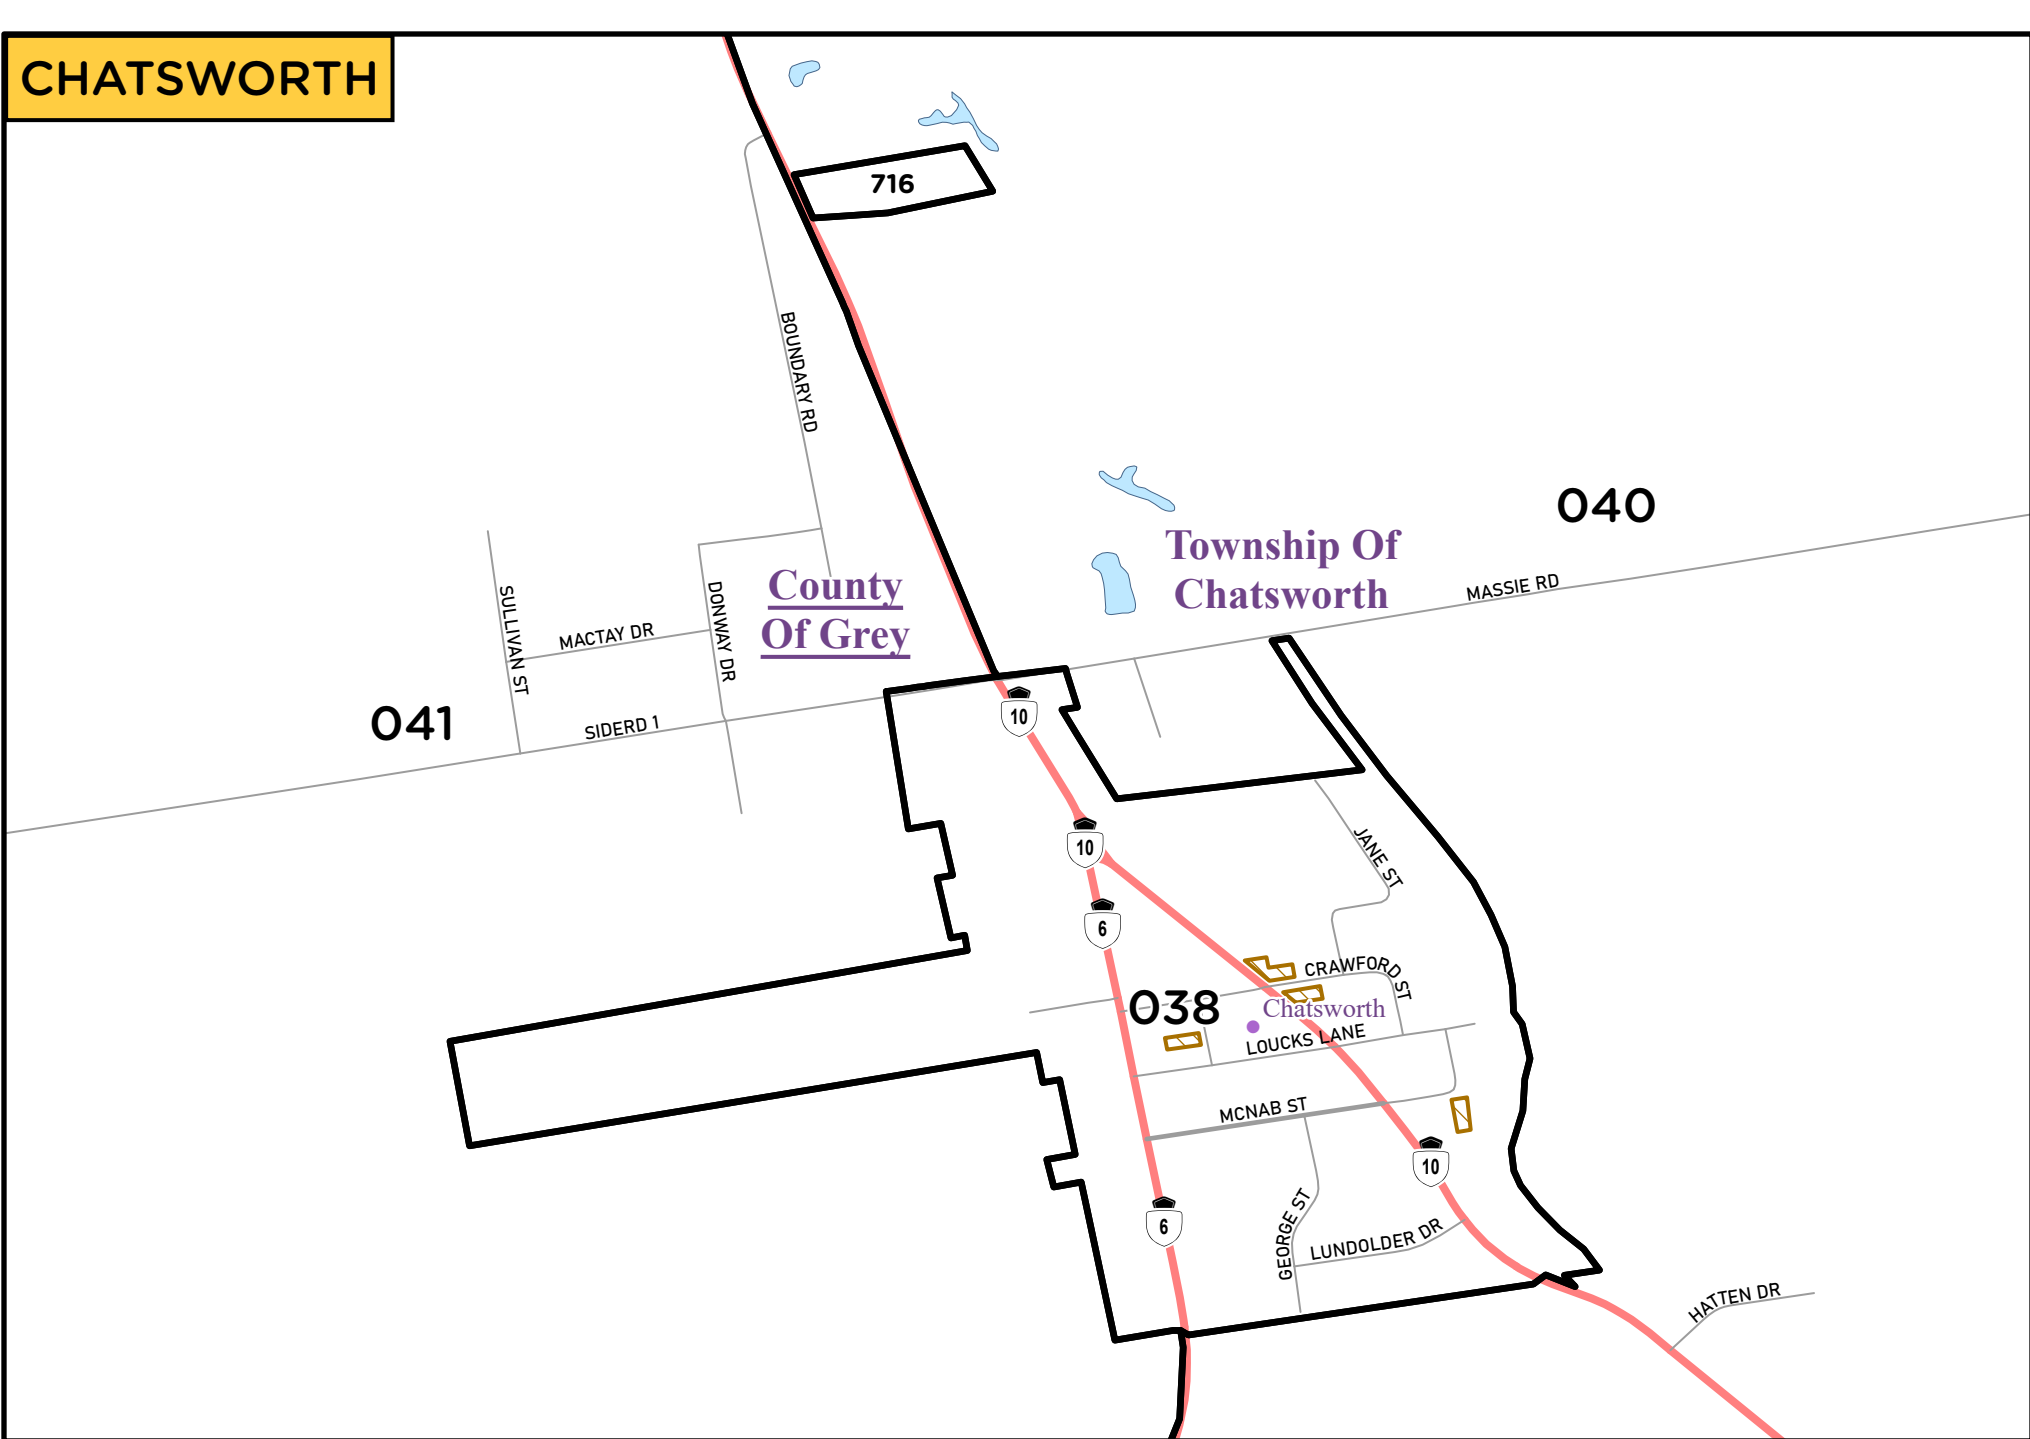 CHATSWORTH
716
BOUNDARY RD
040
Township Of
Chatsworth
MASSIE RD
County
Of Grey
SULLIVAN ST
MACTAY DR
DONWAY DR
041
SIDERD 1
10
10
JANE ST
6
CRAWFORD ST
038
Chatsworth
LOUCKS LANE
MCNAB ST
10
6
GEORGE ST
LUNDOLDER DR
HATTEN DR